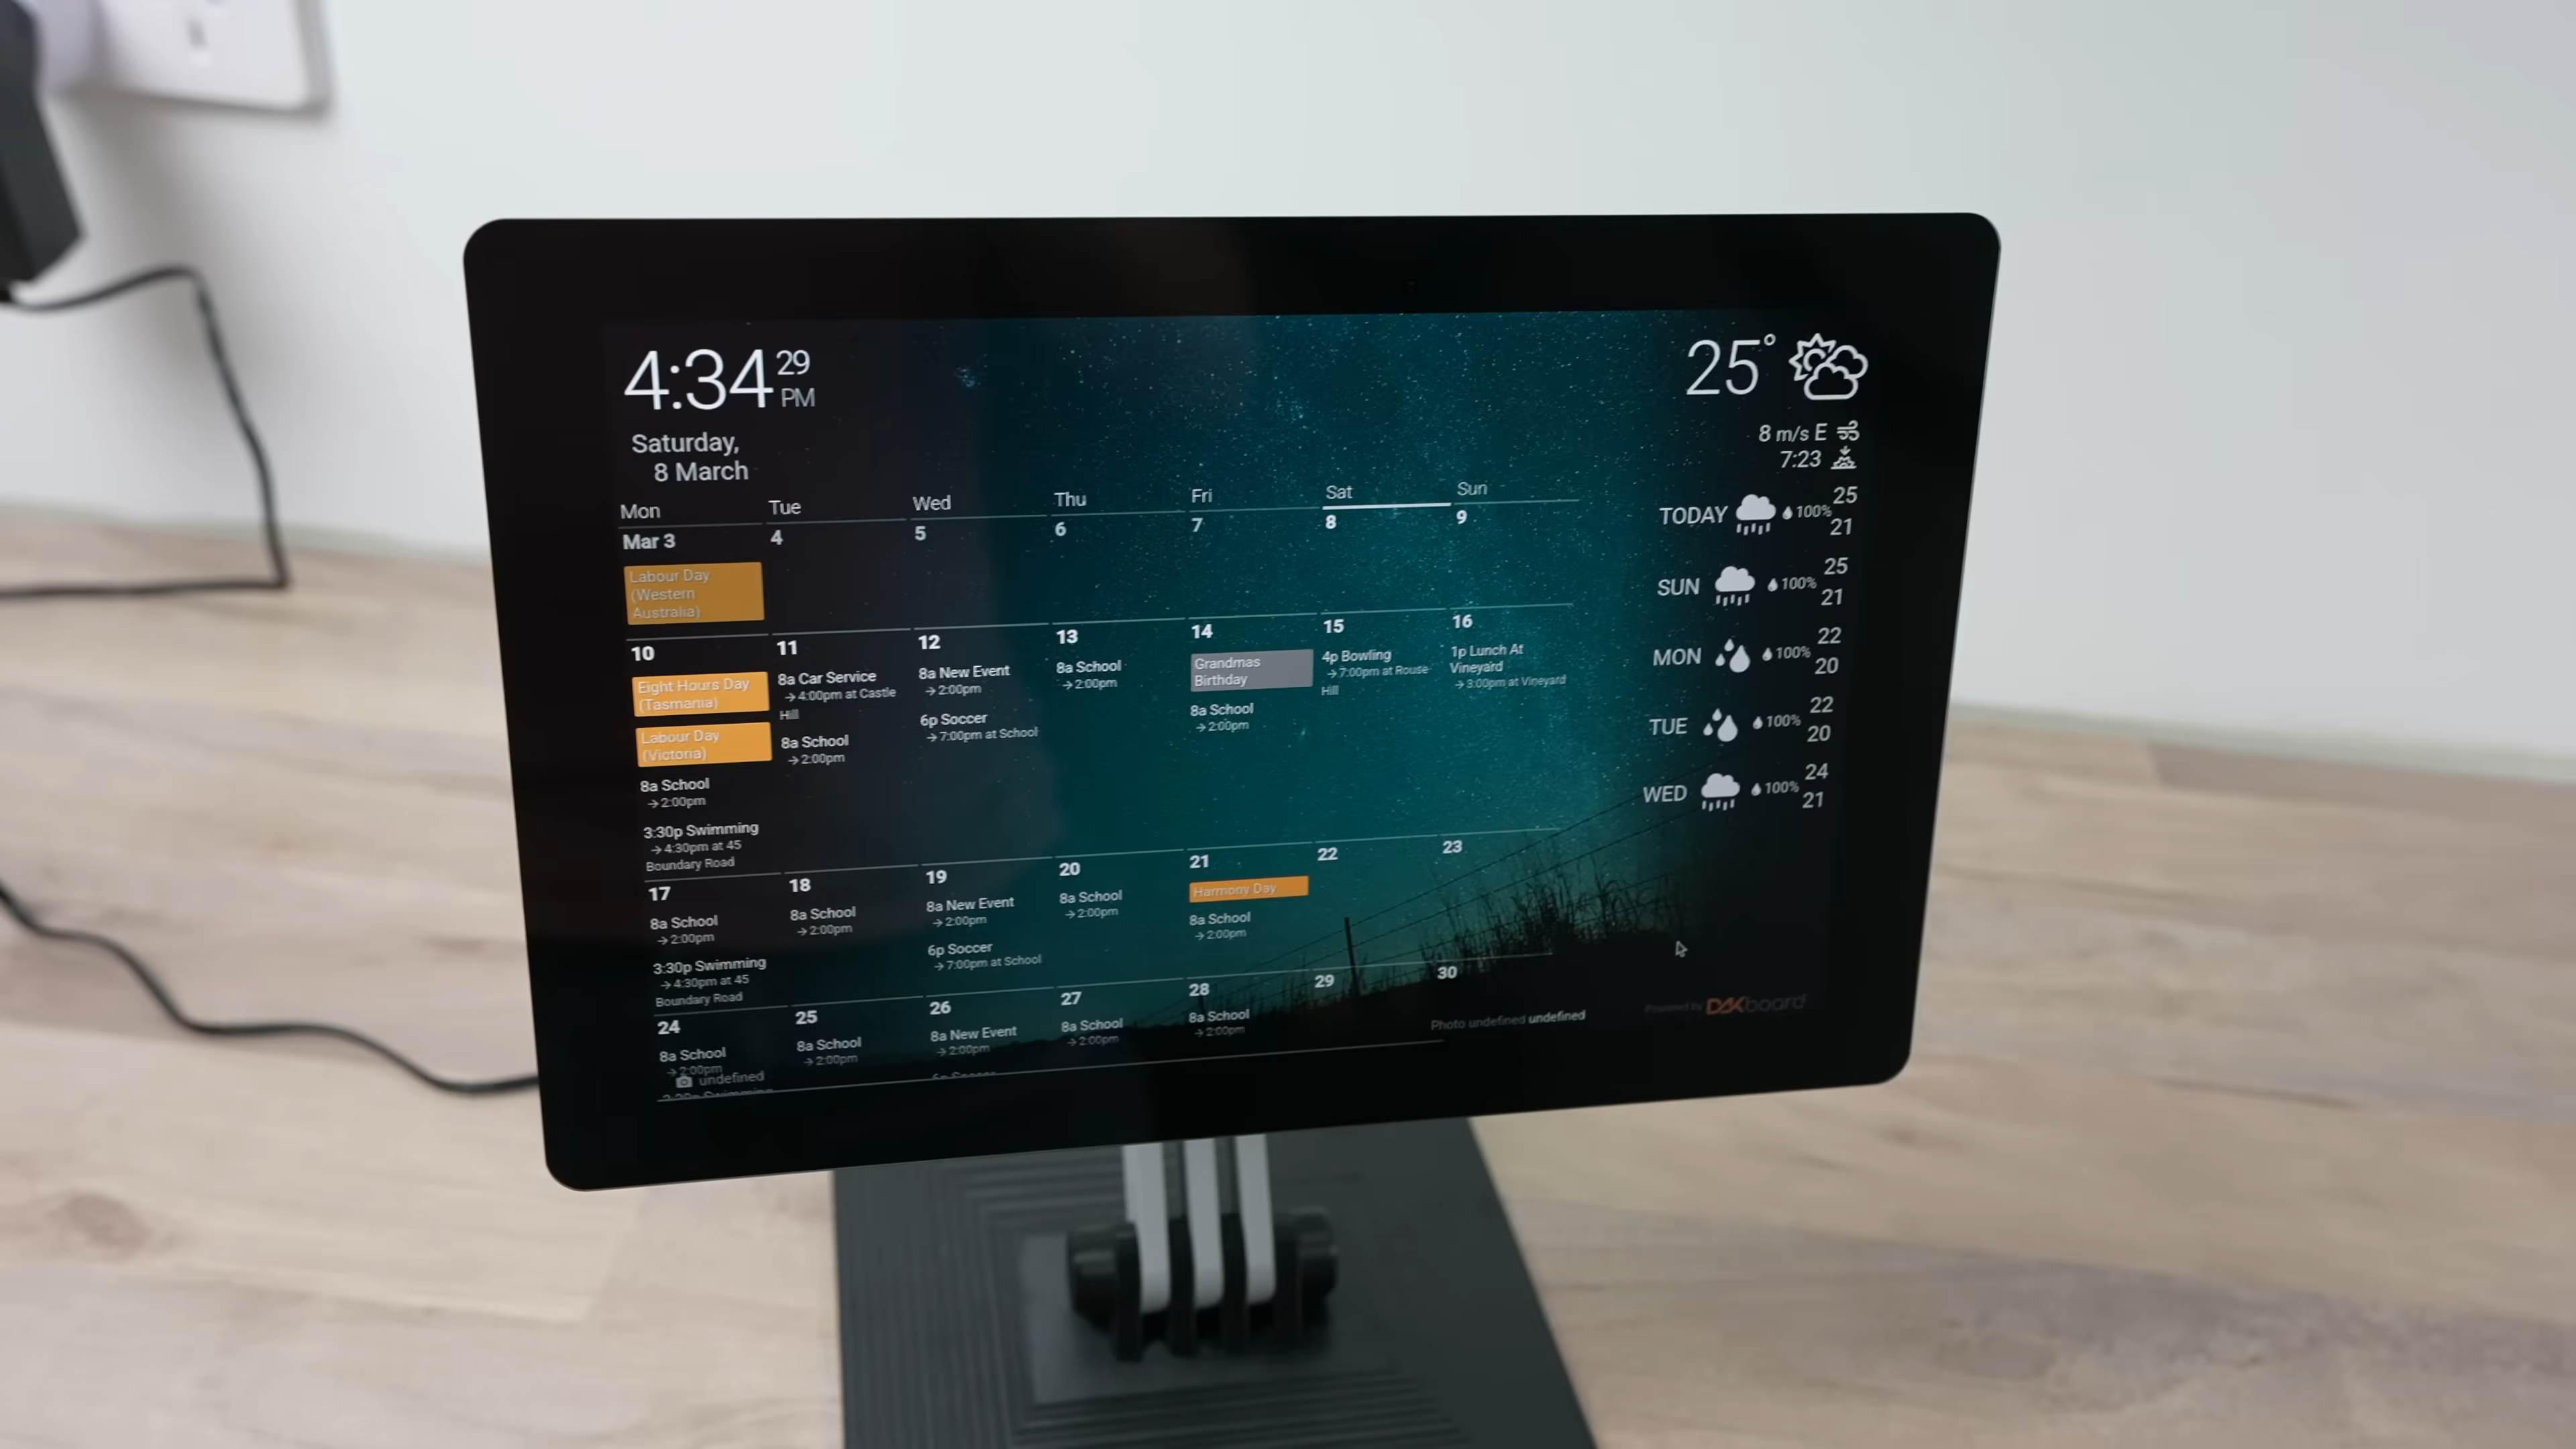 4:34 29 PM
Saturday,
8 March
25°
8 m/s E
7:23
Mon Tue Wed Thu Fri Sat Sun
Mar 3 4 5 6 7 8 9
Labour Day
(Western
Australia)
10
Eight Hours Day
(Tasmania)
Labour Day
(Victoria)
8a School
→ 2:00pm
3:30p Swimming
→ 4:30pm at 45
Boundary Road
11
8a Car Service
→ 4:00pm at Castle
Hill
8a School
→ 2:00pm
12
8a New Event
→ 2:00pm
6p Soccer
→ 7:00pm at School
13
8a School
→ 2:00pm
14
Grandmas
Birthday
8a School
→ 2:00pm
15
4p Bowling
→ 7:00pm at Rouse
Hill
16
1p Lunch At
Vineyard
→ 3:00pm at Vineyard
17
8a School
→ 2:00pm
3:30p Swimming
→ 4:30pm at 45
Boundary Road
18
8a School
→ 2:00pm
19
8a New Event
→ 2:00pm
6p Soccer
→ 7:00pm at School
20
8a School
→ 2:00pm
21
Harmony Day
8a School
→ 2:00pm
22
23
24
8a School
→ 2:00pm
undefined
25
8a School
→ 2:00pm
26
8a New Event
→ 2:00pm
27
8a School
→ 2:00pm
28
8a School
→ 2:00pm
29
30
TODAY 100% 25 21
SUN 100% 25 21
MON 100% 22 20
TUE 100% 22 20
WED 100% 24 21
Photo undefined undefined
Powered by DAKboard